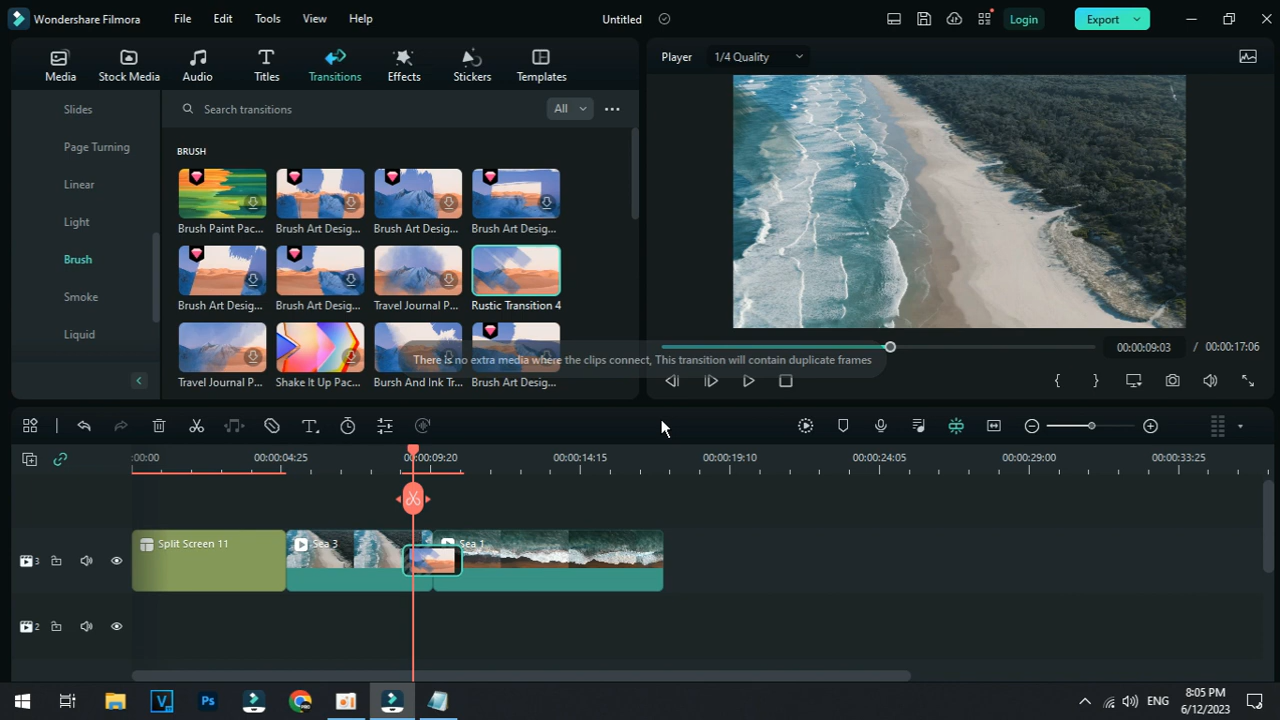 Wondershare Filmora
File
Edit
Tools
View
Help
Untitled
Login
Export
Media
Stock Media
Audio
Titles
Transitions
Effects
Stickers
Templates
Player
1/4 Quality
Slides
Page Turning
Linear
Light
Brush
Smoke
Liquid
Search transitions
All
BRUSH
Brush Paint Pac...
Brush Art Desig...
Brush Art Desig...
Brush Art Desig...
Brush Art Desig...
Brush Art Desig...
Travel Journal P...
Rustic Transition 4
Travel Journal P...
Shake It Up Pac...
Bursh And Ink Tr...
Brush Art Desig...
There is no extra media where the clips connect, This transition will contain duplicate frames
00:00:09:03 / 00:00:17:06
:00:00
00:00:04:25
00:00:09:20
00:00:14:15
00:00:19:10
00:00:24:05
00:00:29:00
00:00:33:25
3
Split Screen 11
Sea 3
Sea 1
2
V
Ps
ENG
8:05 PM
6/12/2023